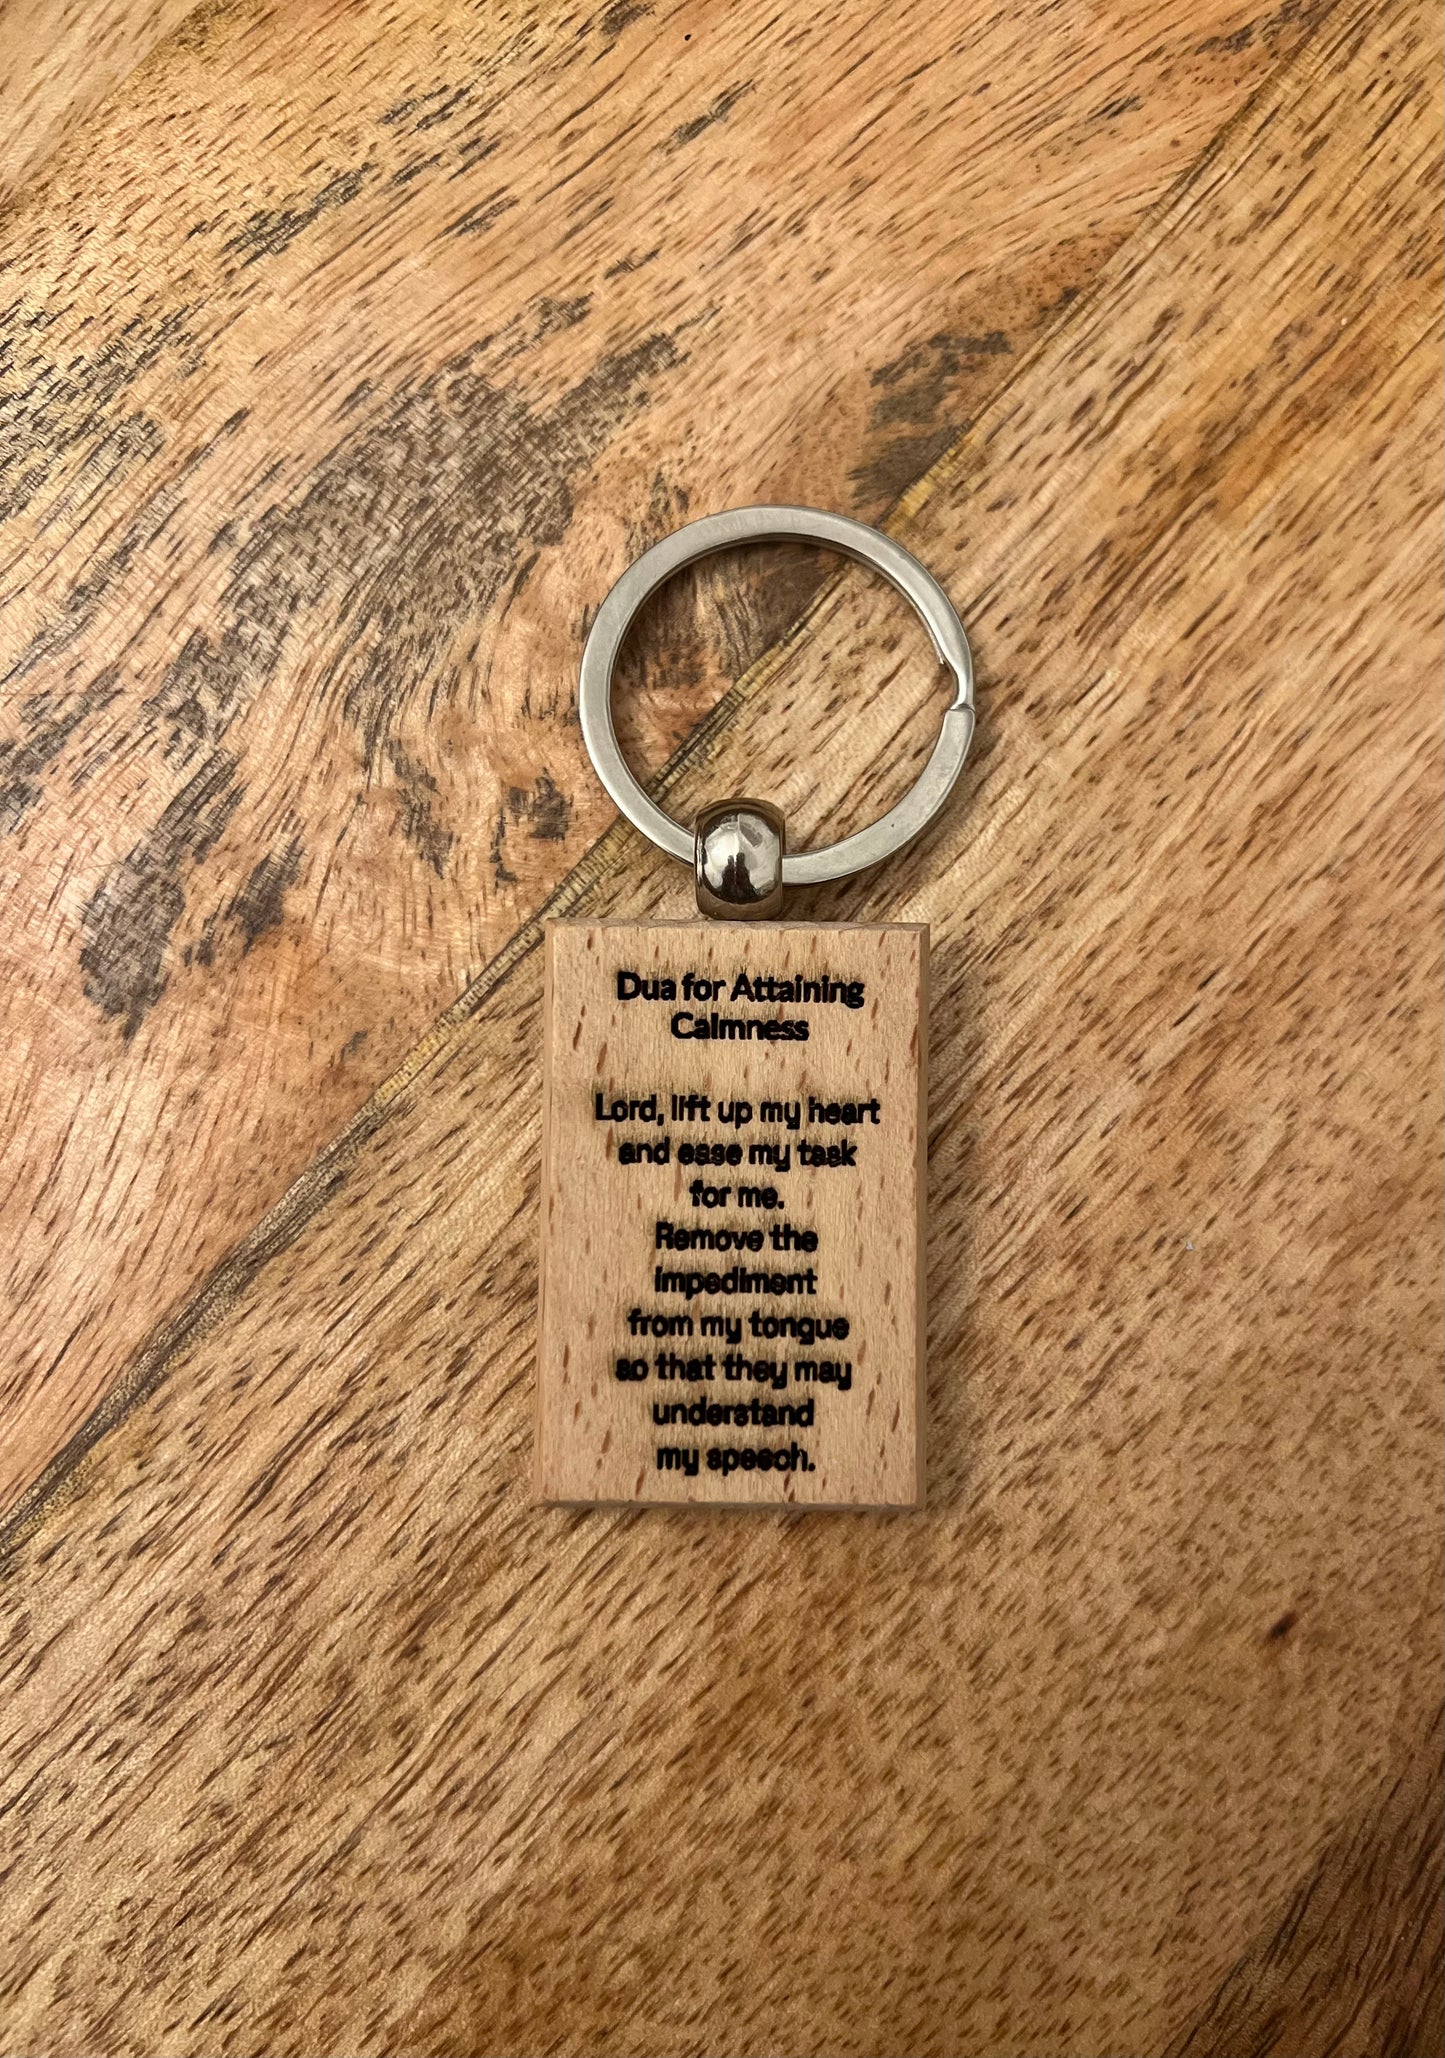 Dua for Attaining
Calmness
Lord, lift up my heart
and ease my task
for me.
Remove the
impediment
from my tongue
so that they may
understand
my speech.